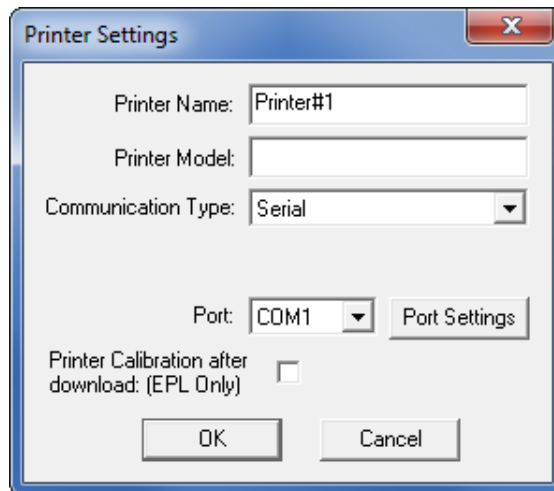 Printer Settings
Printer Name: Printer#1
Printer Model:
Communication Type: Serial
Port: COM1 Port Settings
Printer Calibration after
download: (EPL Only)
OK Cancel